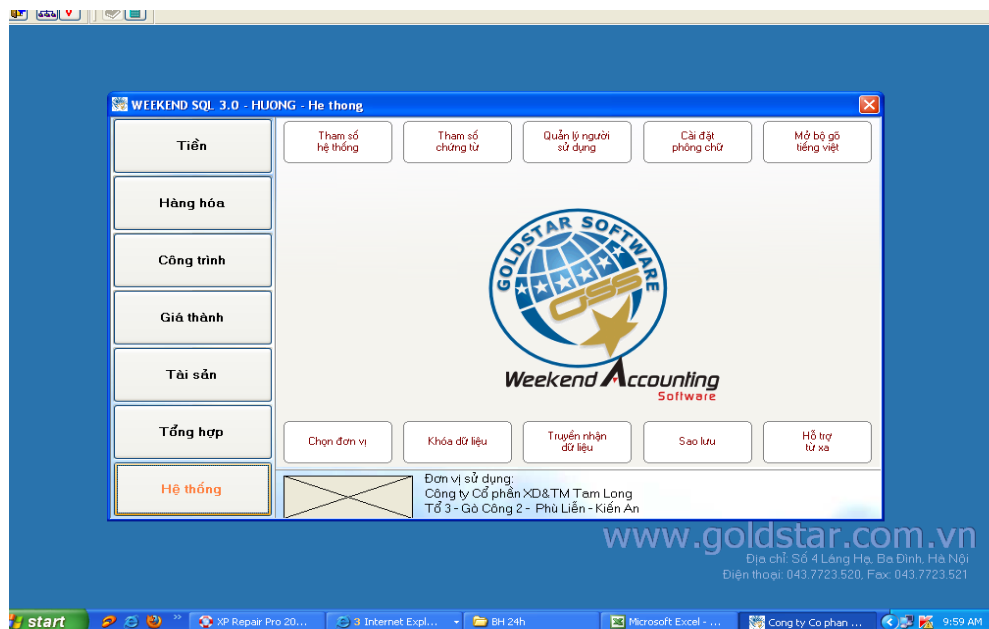 WEEKEND SQL 3.0 - HUONG - He thong
Tiền
Hàng hóa
Công trình
Giá thành
Tài sản
Tổng hợp
Hệ thống
Tham số
hệ thống
Tham số
chứng từ
Quản lý người
sử dụng
Cài đặt
phông chữ
Mở bộ gõ
tiếng việt
GOLDSTAR SOFTWARE
GSS
Weekend Accounting
Software
Chọn đơn vị
Khóa dữ liệu
Truyền nhận
dữ liệu
Sao lưu
Hỗ trợ
từ xa
Đơn vị sử dụng:
Công ty Cổ phần XD&TM Tam Long
Tổ 3 - Gò Công 2 - Phù Liễn - Kiến An
www.goldstar.com.vn
Địa chỉ: Số 4 Láng Hạ, Ba Đình, Hà Nội
Điện thoại: 043.7723.520, Fax: 043.7723.521
start
XP Repair Pro 20...
3 Internet Expl...
BH 24h
Microsoft Excel - ...
Cong ty Co phan ...
9:59 AM